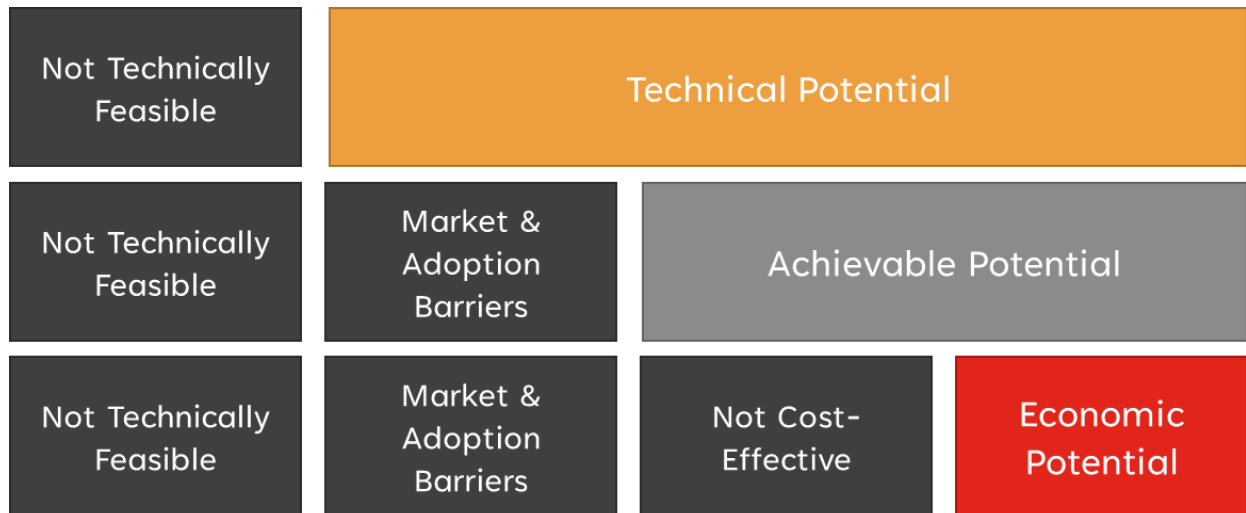 Not Technically
Feasible
Technical Potential
Not Technically
Feasible
Market &
Adoption
Barriers
Achievable Potential
Not Technically
Feasible
Market &
Adoption
Barriers
Not Cost-
Effective
Economic
Potential